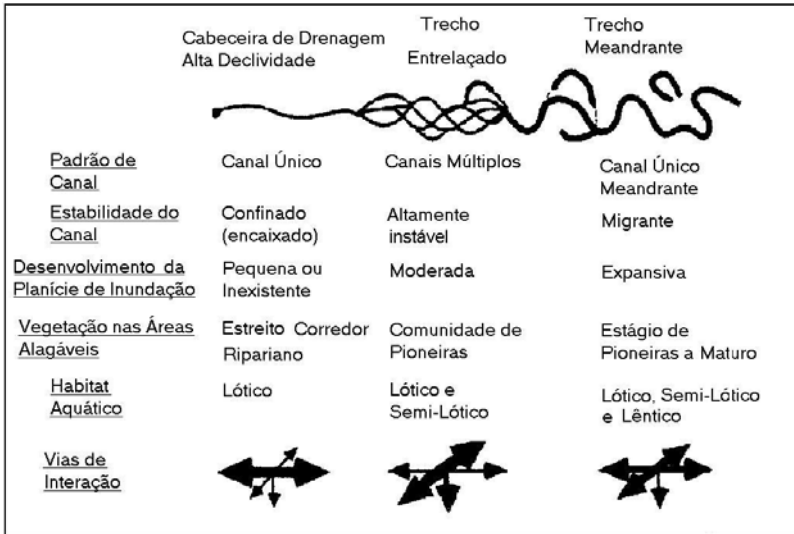 Cabeceira de Drenagem
Alta Declividade
Trecho
Entrelaçado
Trecho
Meandrante
Padrão de
Canal
Canal Único
Canais Múltiplos
Canal Único
Meandrante
Estabilidade do
Canal
Confinado
(encaixado)
Altamente
instável
Migrante
Desenvolvimento da
Planície de Inundação
Pequena ou
Inexistente
Moderada
Expansiva
Vegetação nas Áreas
Alagáveis
Estreito Corredor
Ripariano
Comunidade de
Pioneiras
Estágio de
Pioneiras a Maturo
Habitat
Aquático
Lótico
Lótico e
Semi-Lótico
Lótico, Semi-Lótico
e Lêntico
Vias de
Interação